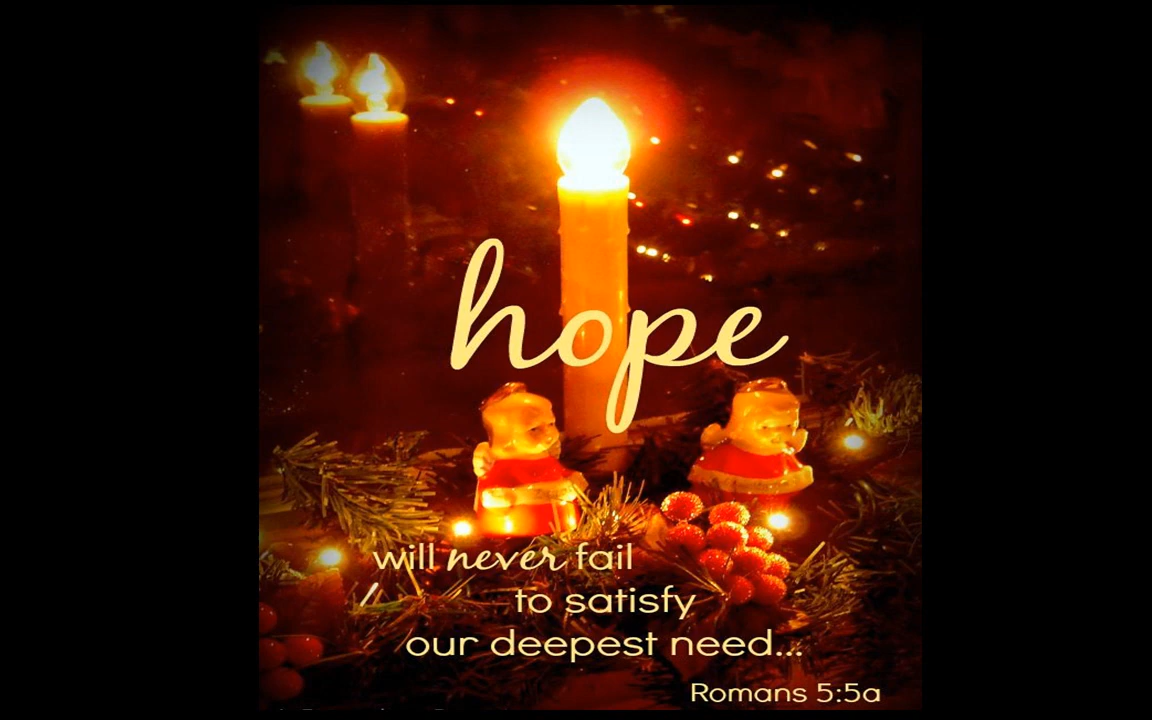 hope
will never fail
to satisfy
our deepest need...
Romans 5:5a